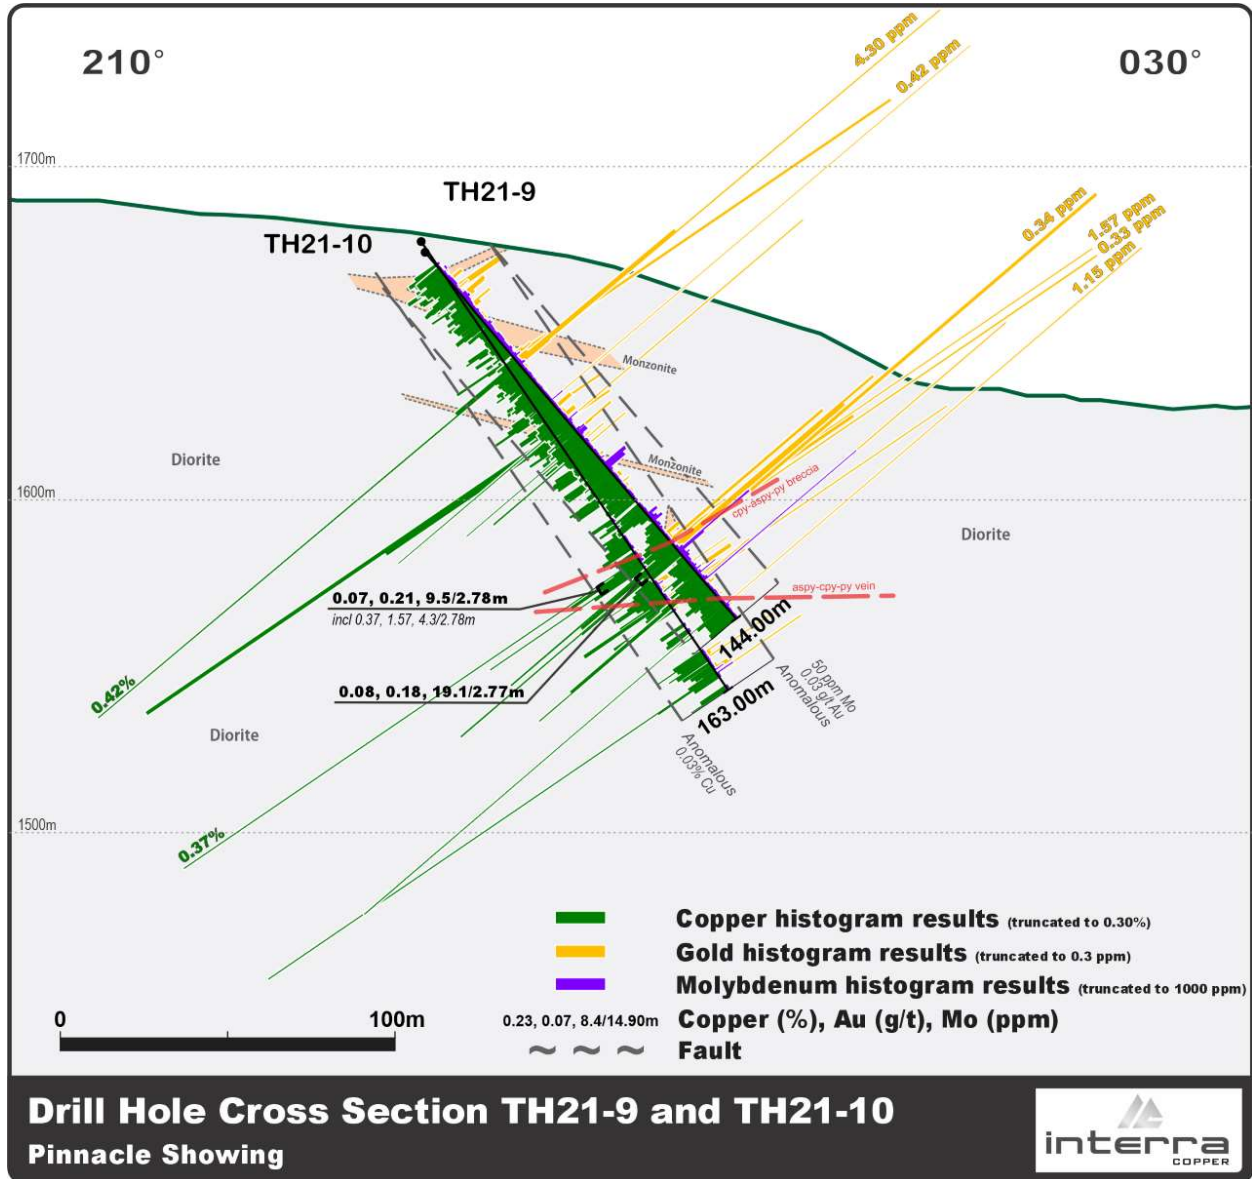 210°
030°
4.30 ppm
0.42 ppm
1700m
TH21-9
TH21-10
0.34 ppm
1.57 ppm
0.33 ppm
1.15 ppm
Monzonite
Diorite
Monzonite
cpy-aspy-py breccia
1600m
Diorite
aspy-cpy-py vein
0.07, 0.21, 9.5/2.78m
incl 0.37, 1.57, 4.3/2.78m
144.00m
0.08, 0.18, 19.1/2.77m
163.00m
50 ppm Mo
0.03 g/t Au
Anomalous
0.42%
Diorite
Anomalous
0.03% Cu
1500m
0.37%
Copper histogram results (truncated to 0.30%)
Gold histogram results (truncated to 0.3 ppm)
Molybdenum histogram results (truncated to 1000 ppm)
0 100m
0.23, 0.07, 8.4/14.90m Copper (%), Au (g/t), Mo (ppm)
Fault
Drill Hole Cross Section TH21-9 and TH21-10
Pinnacle Showing
interra
COPPER